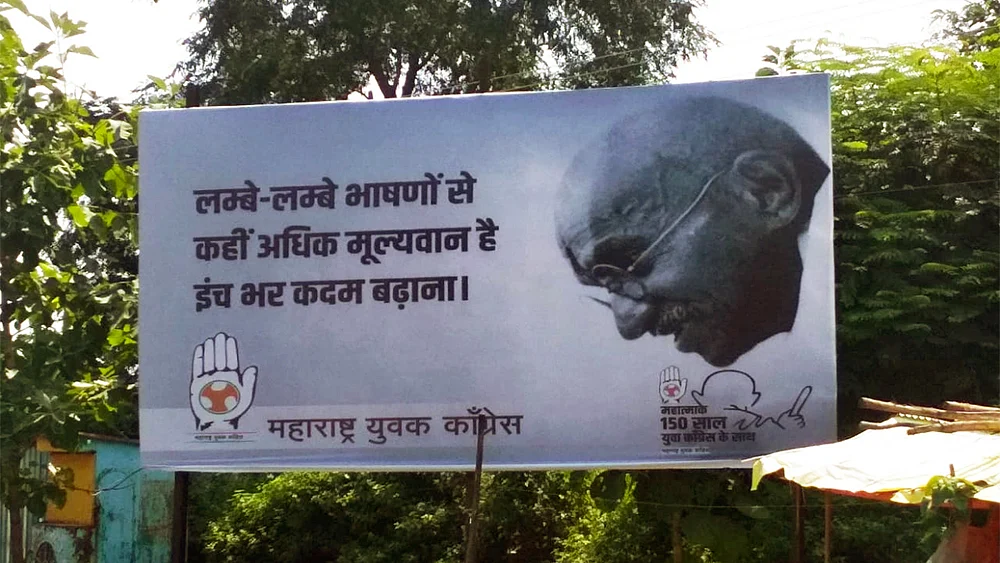 लम्बे-लम्बे भाषणों से
कहीं अधिक मूल्यवान है
इंच भर कदम बढ़ाना।
महाराष्ट्र युवक काँग्रेस
महात्माके
150 साल
युवा काँग्रेस के साथ